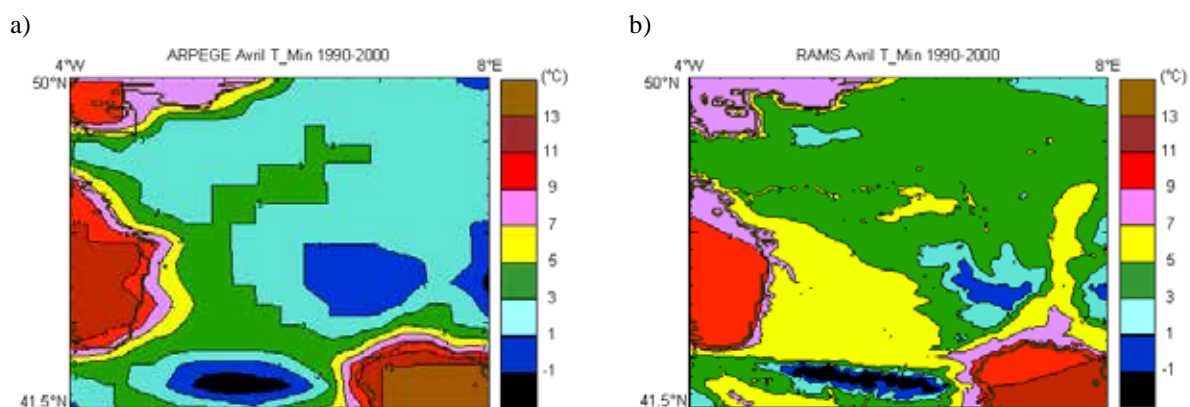 a)
ARPEGE Avril T_Min 1990-2000
4°W
8°E
50°N
(°C)
13
11
9
7
5
3
1
-1
41.5°N
b)
RAMS Avril T_Min 1990-2000
4°W
8°E
50°N
(°C)
13
11
9
7
5
3
1
-1
41.5°N